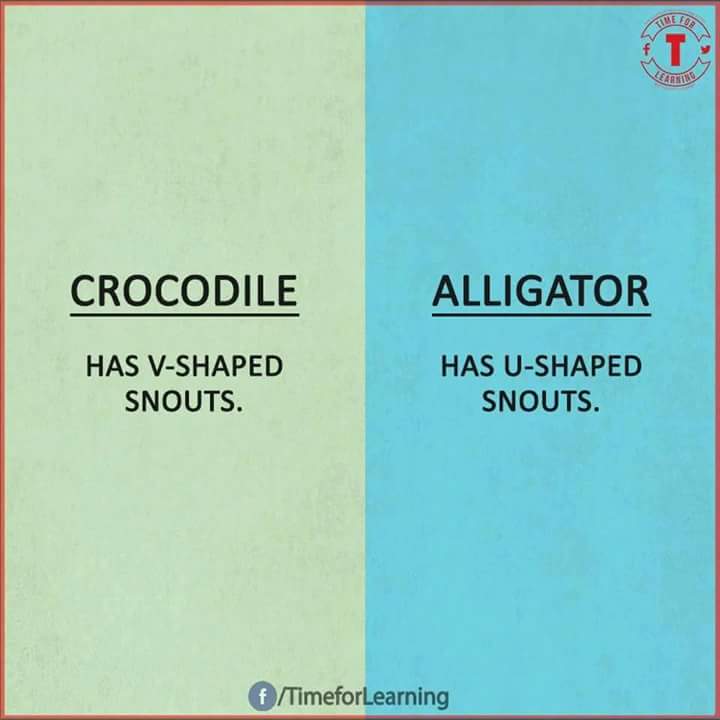 TIME FOR
f T
LEARNING
CROCODILE
HAS V-SHAPED
SNOUTS.
ALLIGATOR
HAS U-SHAPED
SNOUTS.
f /TimeforLearning